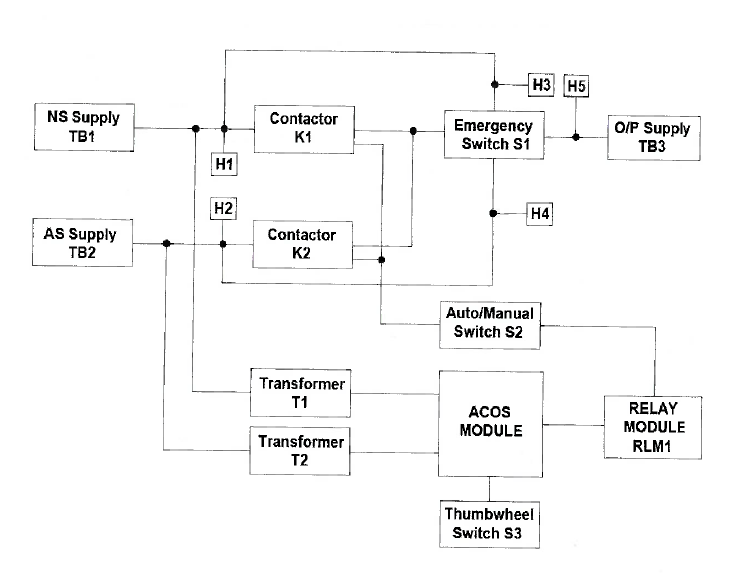 H3
H5
NS Supply
TB1
Contactor
K1
Emergency
Switch S1
O/P Supply
TB3
H1
H2
H4
AS Supply
TB2
Contactor
K2
Auto/Manual
Switch S2
Transformer
T1
ACOS
MODULE
RELAY
MODULE
RLM1
Transformer
T2
Thumbwheel
Switch S3